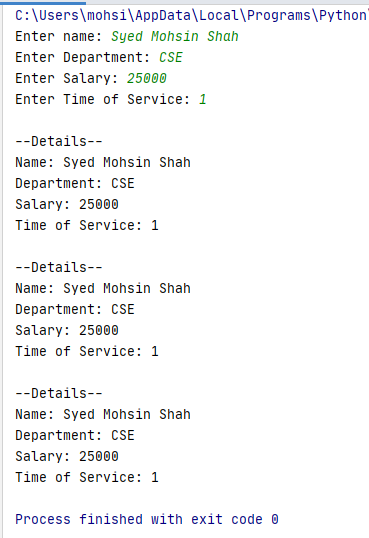 C:\Users\mohsi\AppData\Local\Programs\Python\
Enter name: Syed Mohsin Shah
Enter Department: CSE
Enter Salary: 25000
Enter Time of Service: 1
--Details--
Name: Syed Mohsin Shah
Department: CSE
Salary: 25000
Time of Service: 1
--Details--
Name: Syed Mohsin Shah
Department: CSE
Salary: 25000
Time of Service: 1
--Details--
Name: Syed Mohsin Shah
Department: CSE
Salary: 25000
Time of Service: 1
Process finished with exit code 0